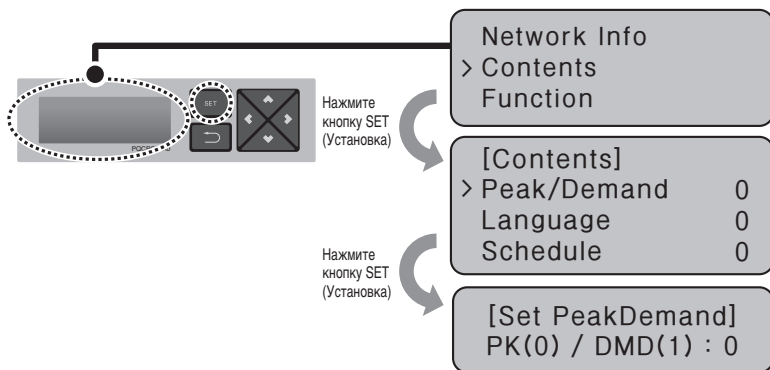 Network Info
> Contents
Function
SET
Нажмите
кнопку SET
(Установка)
[Contents]
> Peak/Demand 0
Language 0
Schedule 0
Нажмите
кнопку SET
(Установка)
[Set PeakDemand]
PK(0) / DMD(1) : 0